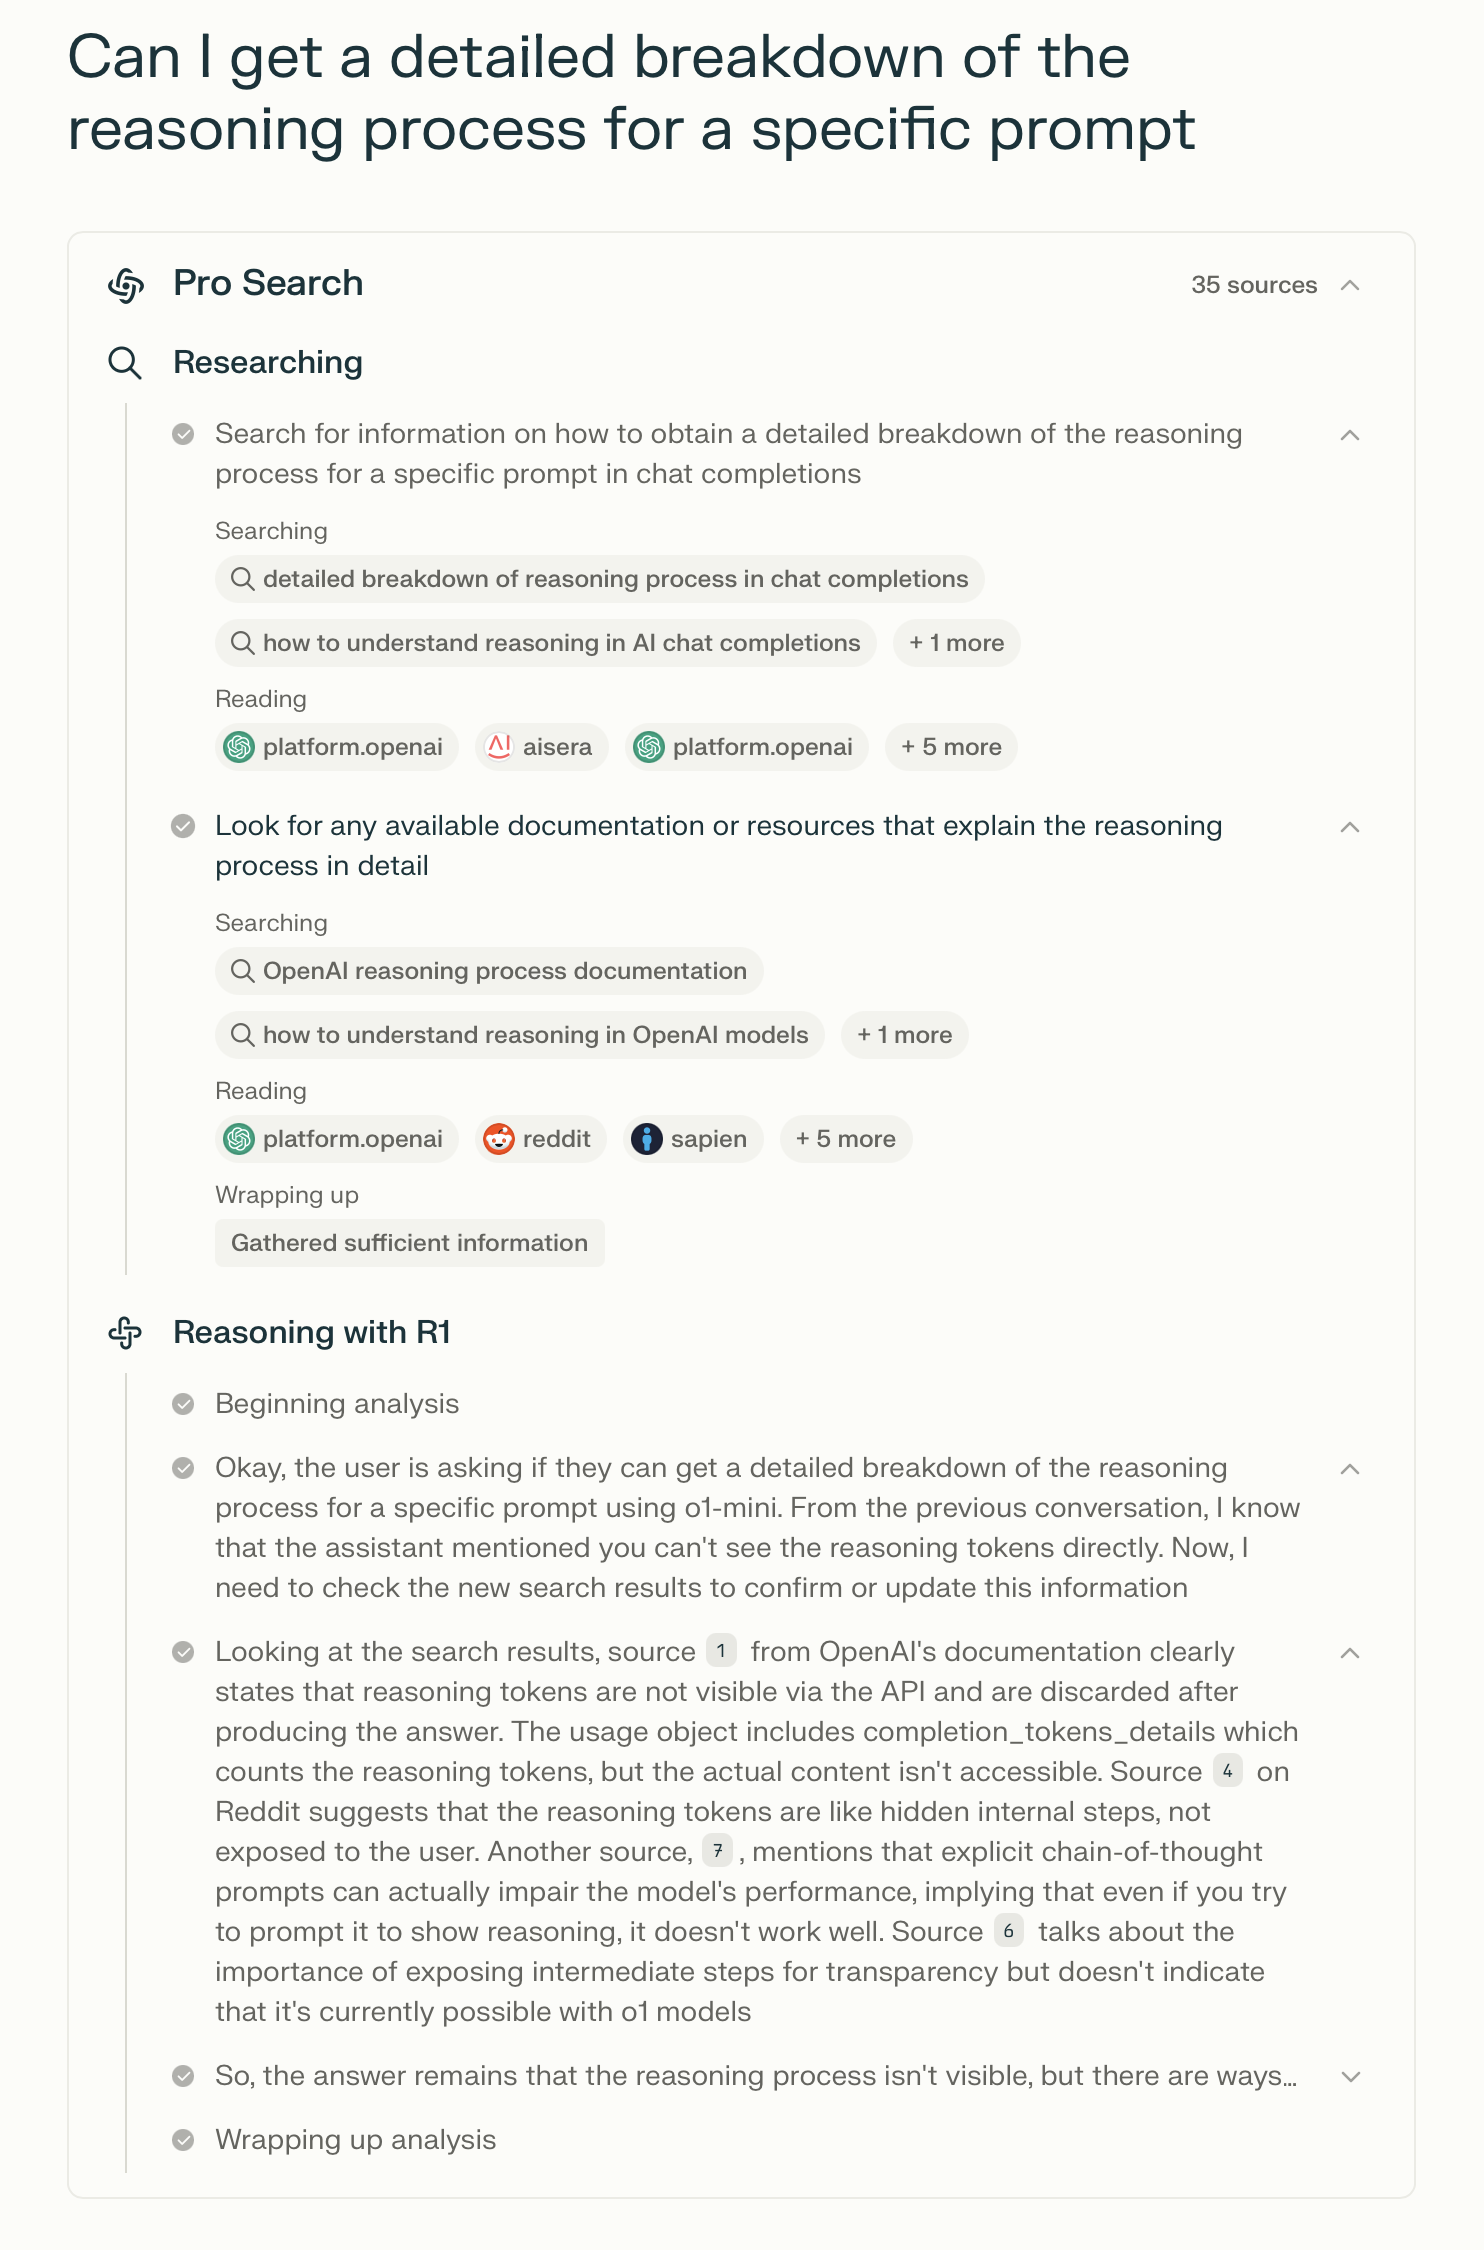 Can I get a detailed breakdown of the
reasoning process for a specific prompt
Pro Search
35 sources
Researching
Search for information on how to obtain a detailed breakdown of the reasoning
process for a specific prompt in chat completions
Searching
detailed breakdown of reasoning process in chat completions
how to understand reasoning in AI chat completions + 1 more
Reading
platform.openai aisera platform.openai + 5 more
Look for any available documentation or resources that explain the reasoning
process in detail
Searching
OpenAI reasoning process documentation
how to understand reasoning in OpenAI models + 1 more
Reading
platform.openai reddit sapien + 5 more
Wrapping up
Gathered sufficient information
Reasoning with R1
Beginning analysis
Okay, the user is asking if they can get a detailed breakdown of the reasoning
process for a specific prompt using o1-mini. From the previous conversation, I know
that the assistant mentioned you can't see the reasoning tokens directly. Now, I
need to check the new search results to confirm or update this information
Looking at the search results, source 1 from OpenAI's documentation clearly
states that reasoning tokens are not visible via the API and are discarded after
producing the answer. The usage object includes completion_tokens_details which
counts the reasoning tokens, but the actual content isn't accessible. Source 4 on
Reddit suggests that the reasoning tokens are like hidden internal steps, not
exposed to the user. Another source, 7 , mentions that explicit chain-of-thought
prompts can actually impair the model's performance, implying that even if you try
to prompt it to show reasoning, it doesn't work well. Source 6 talks about the
importance of exposing intermediate steps for transparency but doesn't indicate
that it's currently possible with o1 models
So, the answer remains that the reasoning process isn't visible, but there are ways...
Wrapping up analysis